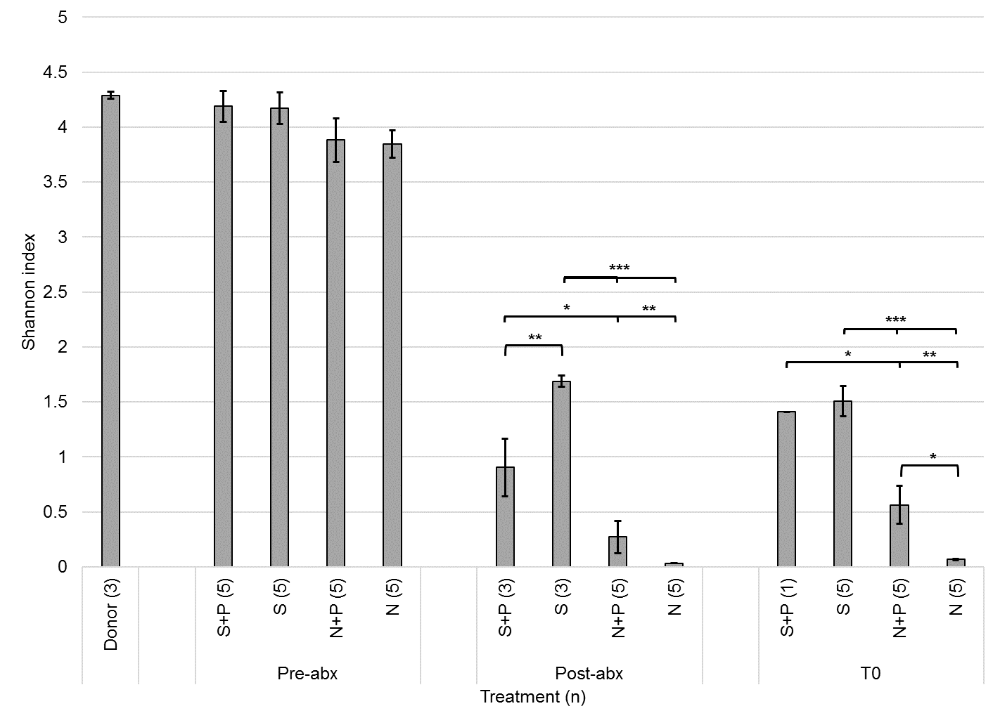 5
4.5
4
3.5
3
2.5
2
1.5
1
0.5
0
Shannon index
***
*
**
**
***
*
**
*
Donor (3)
S+P (5)
S (5)
N+P (5)
N (5)
S+P (3)
S (3)
N+P (5)
N (5)
S+P (1)
S (5)
N+P (5)
N (5)
Pre-abx
Post-abx
T0
Treatment (n)